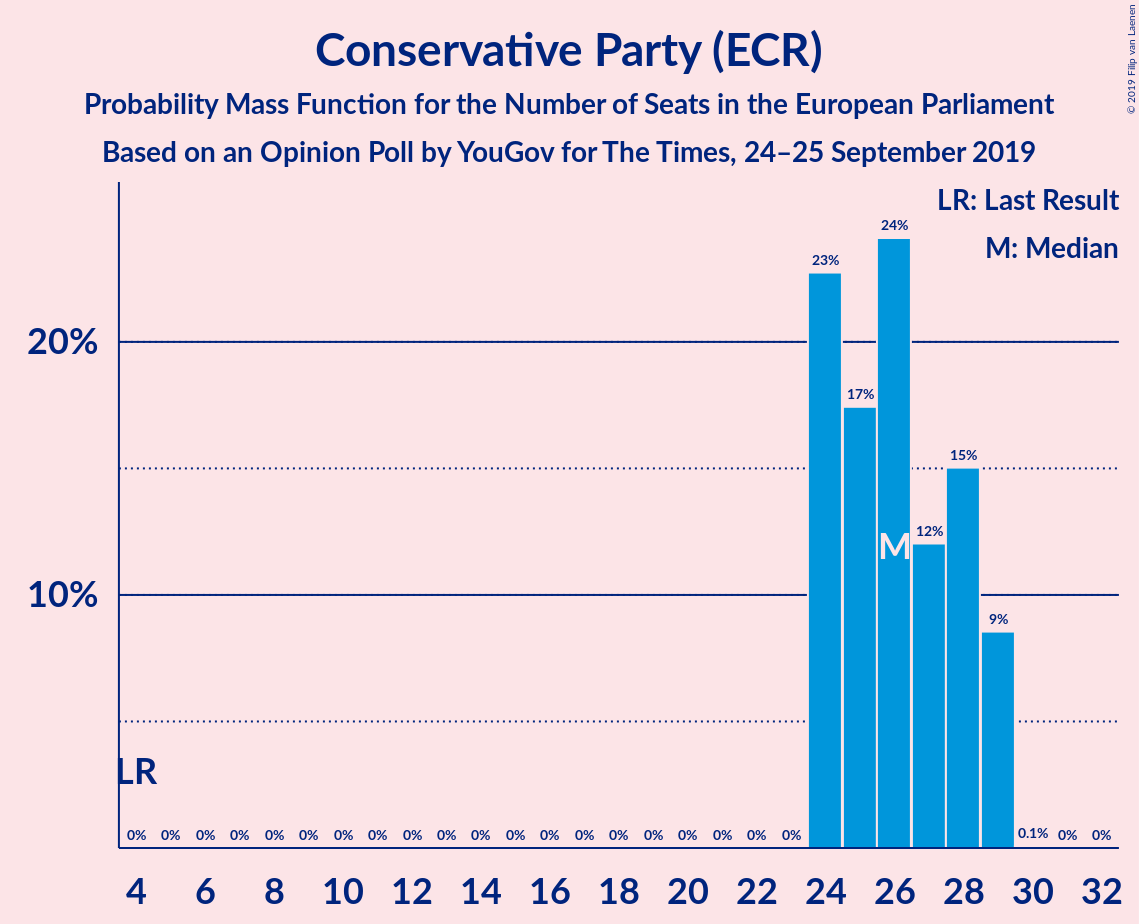 Conservative Party (ECR)
Probability Mass Function for the Number of Seats in the European Parliament
Based on an Opinion Poll by YouGov for The Times, 24–25 September 2019
© 2019 Filip van Laenen
LR: Last Result
M: Median
24%
23%
20%
17%
15%
M
12%
10%
9%
LR
0% 0% 0% 0% 0% 0% 0% 0% 0% 0% 0% 0% 0% 0% 0% 0% 0% 0% 0% 0% 0.1% 0% 0%
4 6 8 10 12 14 16 18 20 22 24 26 28 30 32